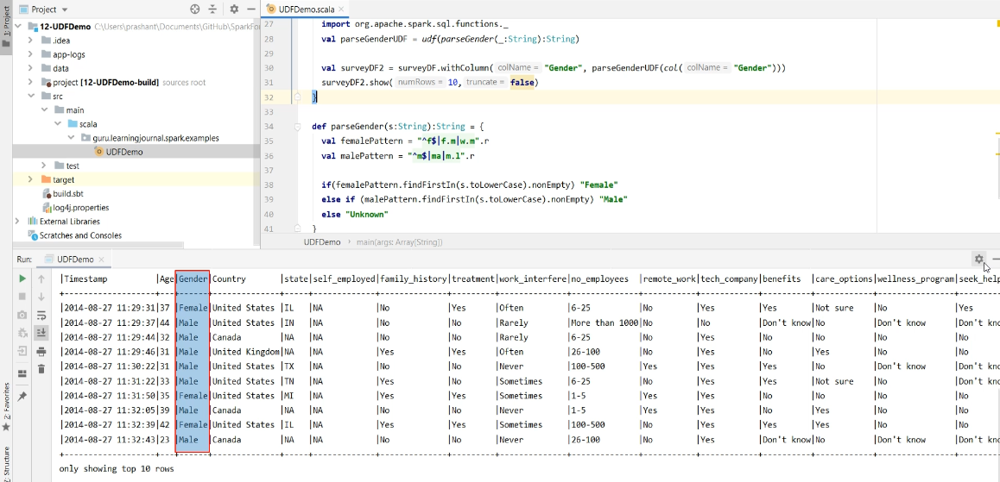 Project
UDFDemo.scala
1: Project
12-UDFDemo C:\Users\prashant\Documents\GitHub\SparkFo
.idea
app-logs
data
project [12-UDFDemo-build] sources root
src
main
scala
guru.learningjournal.spark.examples
UDFDemo
test
target
build.sbt
log4j.properties
External Libraries
Scratches and Consoles
27 import org.apache.spark.sql.functions._
28 val parseGenderUDF = udf(parseGender(_:String):String)
29
30 val surveyDF2 = surveyDF.withColumn( colName = "Gender", parseGenderUDF(col( colName = "Gender")))
31 surveyDF2.show( numRows = 10, truncate = false)
32 }
33
34 def parseGender(s:String):String = {
35 val femalePattern = "^f$|f.m|w.m".r
36 val malePattern = "^m$|ma|m.l".r
37
38 if(femalePattern.findFirstIn(s.toLowerCase).nonEmpty) "Female"
39 else if (malePattern.findFirstIn(s.toLowerCase).nonEmpty) "Male"
40 else "Unknown"
41 }
UDFDemo › main(args: Array[String])
Run: UDFDemo
|Timestamp |Age|Gender|Country |state|self_employed|family_history|treatment|work_interfere|no_employees |remote_work|tech_company|benefits |care_options|wellness_program|seek_help
|2014-08-27 11:29:31|37 |Female|United States |IL |NA |No |Yes |Often |6-25 |No |Yes |Yes |Not sure |No |Yes
|2014-08-27 11:29:37|44 |Male |United States |IN |NA |No |No |Rarely |More than 1000|No |No |Don't know|No |Don't know |Don't kno
|2014-08-27 11:29:44|32 |Male |Canada |NA |NA |No |No |Rarely |6-25 |No |Yes |No |No |No |No
|2014-08-27 11:29:46|31 |Male |United Kingdom|NA |NA |Yes |Yes |Often |26-100 |No |Yes |No |Yes |No |No
|2014-08-27 11:30:22|31 |Male |United States |TX |NA |No |No |Never |100-500 |Yes |Yes |Yes |No |Don't know |Don't kno
|2014-08-27 11:31:22|33 |Male |United States |TN |NA |Yes |No |Sometimes |6-25 |No |Yes |Yes |Not sure |No |Don't kno
|2014-08-27 11:31:50|35 |Female|United States |MI |NA |Yes |Yes |Sometimes |1-5 |Yes |Yes |No |No |No |No
|2014-08-27 11:32:05|39 |Male |Canada |NA |NA |No |No |Never |1-5 |Yes |Yes |No |Yes |No |No
|2014-08-27 11:32:39|42 |Female|United States |IL |NA |Yes |Yes |Sometimes |100-500 |No |Yes |Yes |Yes |No |No
|2014-08-27 11:32:43|23 |Male |Canada |NA |NA |No |No |Never |26-100 |No |Yes |Don't know|No |Don't know |Don't kno
only showing top 10 rows
2: Favorites
Z: Structure